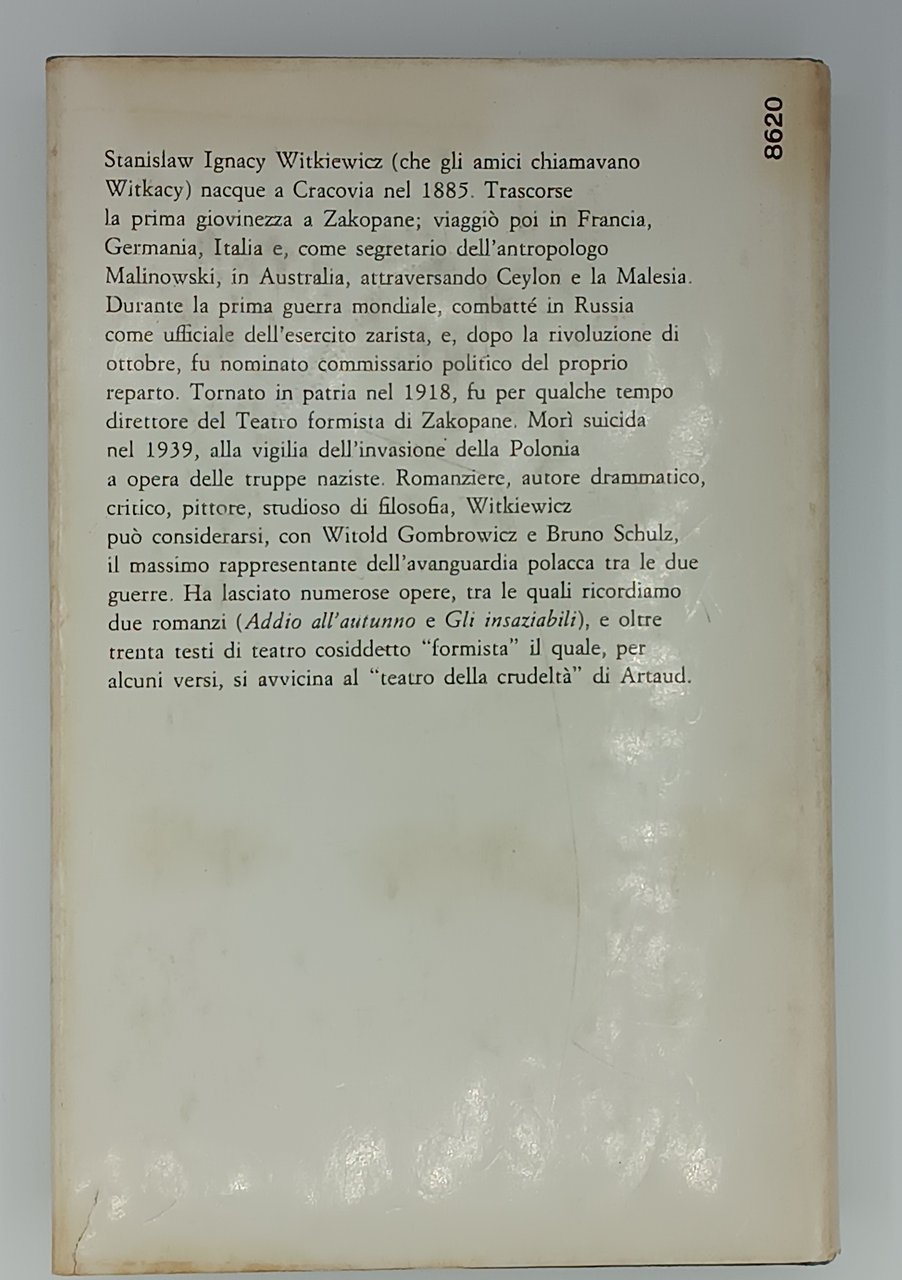 8620
Stanislaw Ignacy Witkiewicz (che gli amici chiamavano
Witkacy) nacque a Cracovia nel 1885. Trascorse
la prima giovinezza a Zakopane; viaggiò poi in Francia,
Germania, Italia e, come segretario dell'antropologo
Malinowski, in Australia, attraversando Ceylon e la Malesia.
Durante la prima guerra mondiale, combatté in Russia
come ufficiale dell'esercito zarista, e, dopo la rivoluzione di
ottobre, fu nominato commissario politico del proprio
reparto. Tornato in patria nel 1918, fu per qualche tempo
direttore del Teatro formista di Zakopane. Morì suicida
nel 1939, alla vigilia dell'invasione della Polonia
a opera delle truppe naziste. Romanziere, autore drammatico,
critico, pittore, studioso di filosofia, Witkiewicz
può considerarsi, con Witold Gombrowicz e Bruno Schulz,
il massimo rappresentante dell'avanguardia polacca tra le due
guerre. Ha lasciato numerose opere, tra le quali ricordiamo
due romanzi (Addio all'autunno e Gli insaziabili), e oltre
trenta testi di teatro cosiddetto “formista” il quale, per
alcuni versi, si avvicina al “teatro della crudeltà” di Artaud.